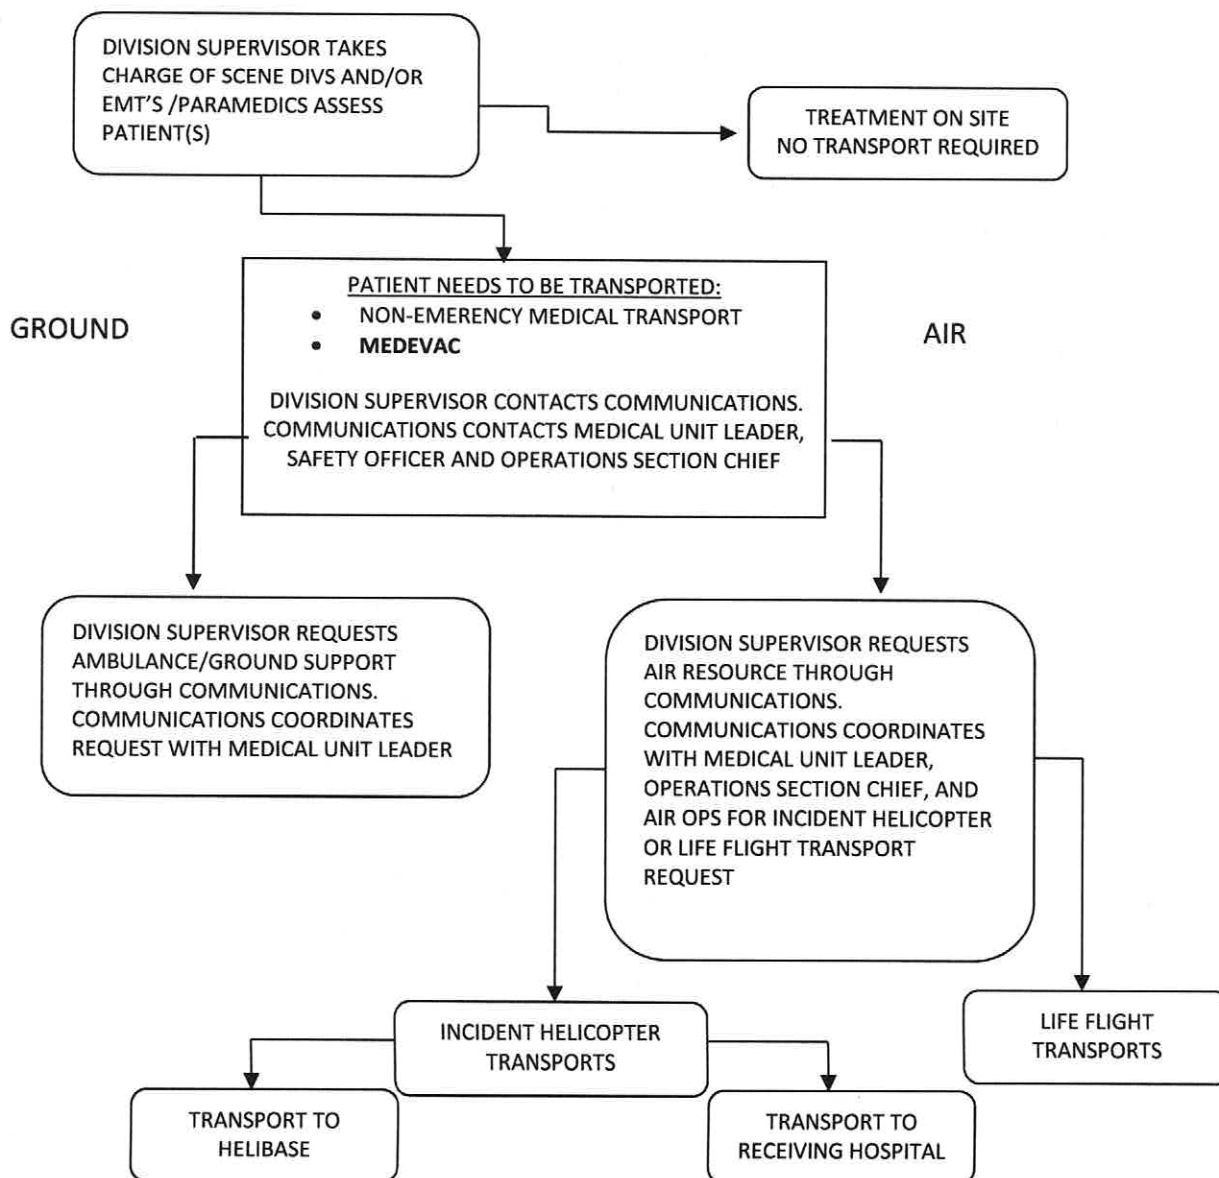 DIVISION SUPERVISOR TAKES
CHARGE OF SCENE DIVS AND/OR
EMT'S /PARAMEDICS ASSESS
PATIENT(S)
TREATMENT ON SITE
NO TRANSPORT REQUIRED
GROUND
PATIENT NEEDS TO BE TRANSPORTED:
• NON-EMERENCY MEDICAL TRANSPORT
• MEDEVAC
DIVISION SUPERVISOR CONTACTS COMMUNICATIONS.
COMMUNICATIONS CONTACTS MEDICAL UNIT LEADER,
SAFETY OFFICER AND OPERATIONS SECTION CHIEF
AIR
DIVISION SUPERVISOR REQUESTS
AMBULANCE/GROUND SUPPORT
THROUGH COMMUNICATIONS.
COMMUNICATIONS COORDINATES
REQUEST WITH MEDICAL UNIT LEADER
DIVISION SUPERVISOR REQUESTS
AIR RESOURCE THROUGH
COMMUNICATIONS.
COMMUNICATIONS COORDINATES
WITH MEDICAL UNIT LEADER,
OPERATIONS SECTION CHIEF, AND
AIR OPS FOR INCIDENT HELICOPTER
OR LIFE FLIGHT TRANSPORT
REQUEST
INCIDENT HELICOPTER
TRANSPORTS
LIFE FLIGHT
TRANSPORTS
TRANSPORT TO
HELIBASE
TRANSPORT TO
RECEIVING HOSPITAL